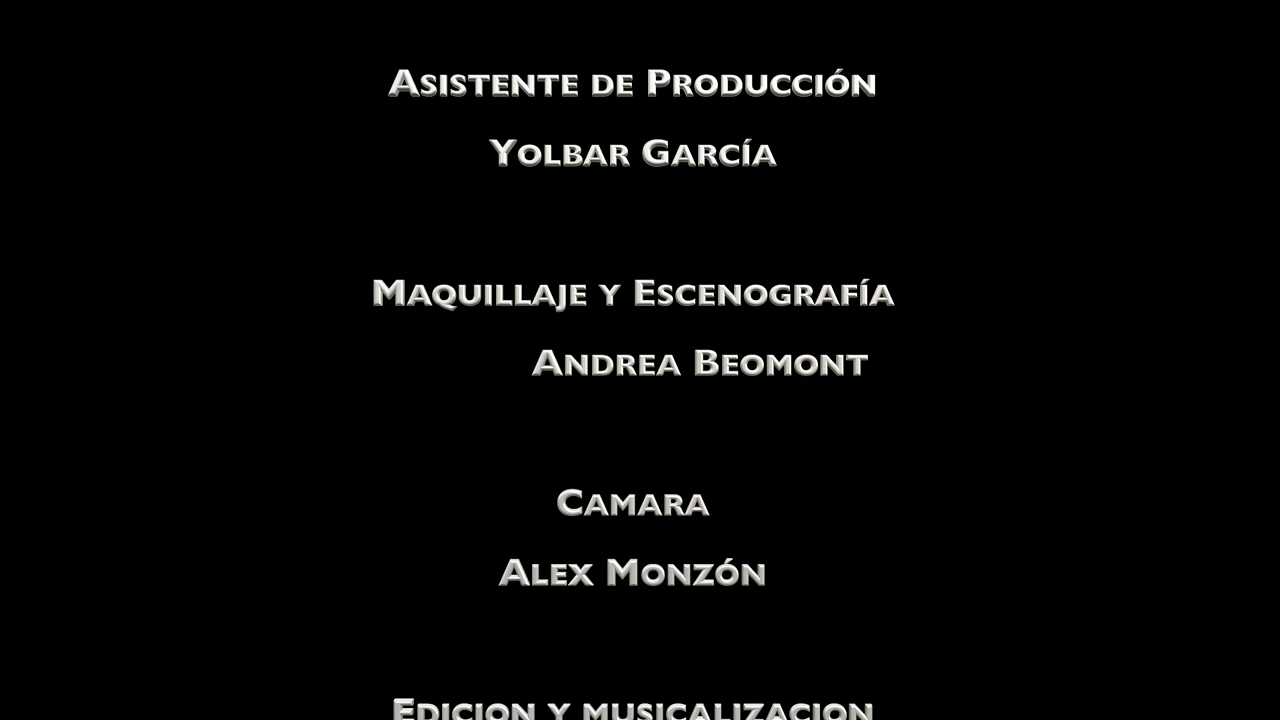 Asistente de Producción
Yolbar García
Maquillaje y Escenografía
Andrea Beomont
Camara
Alex Monzón
Edicion y musicalizacion